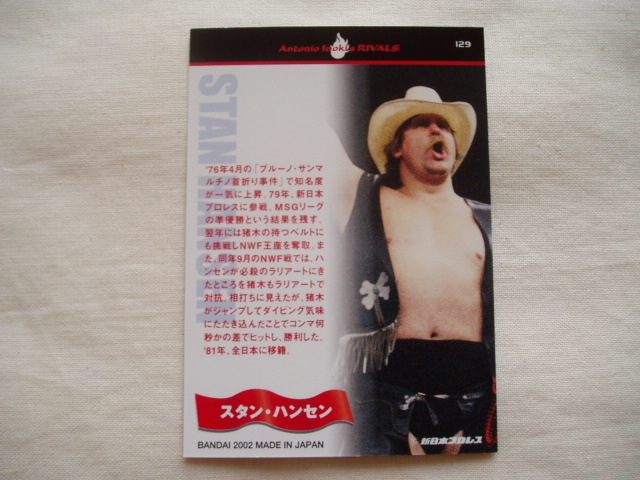 Antonio Inoki's RIVALS
129
STAN HANSEN
'76年4月の「ブルーノ・サンマ
ルチノ首折り事件」で知名度
が一気に上昇。79年、新日本
プロレスに参戦。MSGリーグ
の準優勝という結果を残す。
翌年には猪木の持つベルトに
も挑戦しNWF王座を奪取。ま
た、同年9月のNWF戦では、ハ
ンセンが必殺のラリアートにき
たところを猪木もラリアートで
対抗。相打ちに見えたが、猪木
がジャンプしてダイビング気味
にたたき込んだことでコンマ何
秒かの差でヒットし、勝利した。
'81年、全日本に移籍。
スタン・ハンセン
BANDAI 2002 MADE IN JAPAN
新日本プロレス